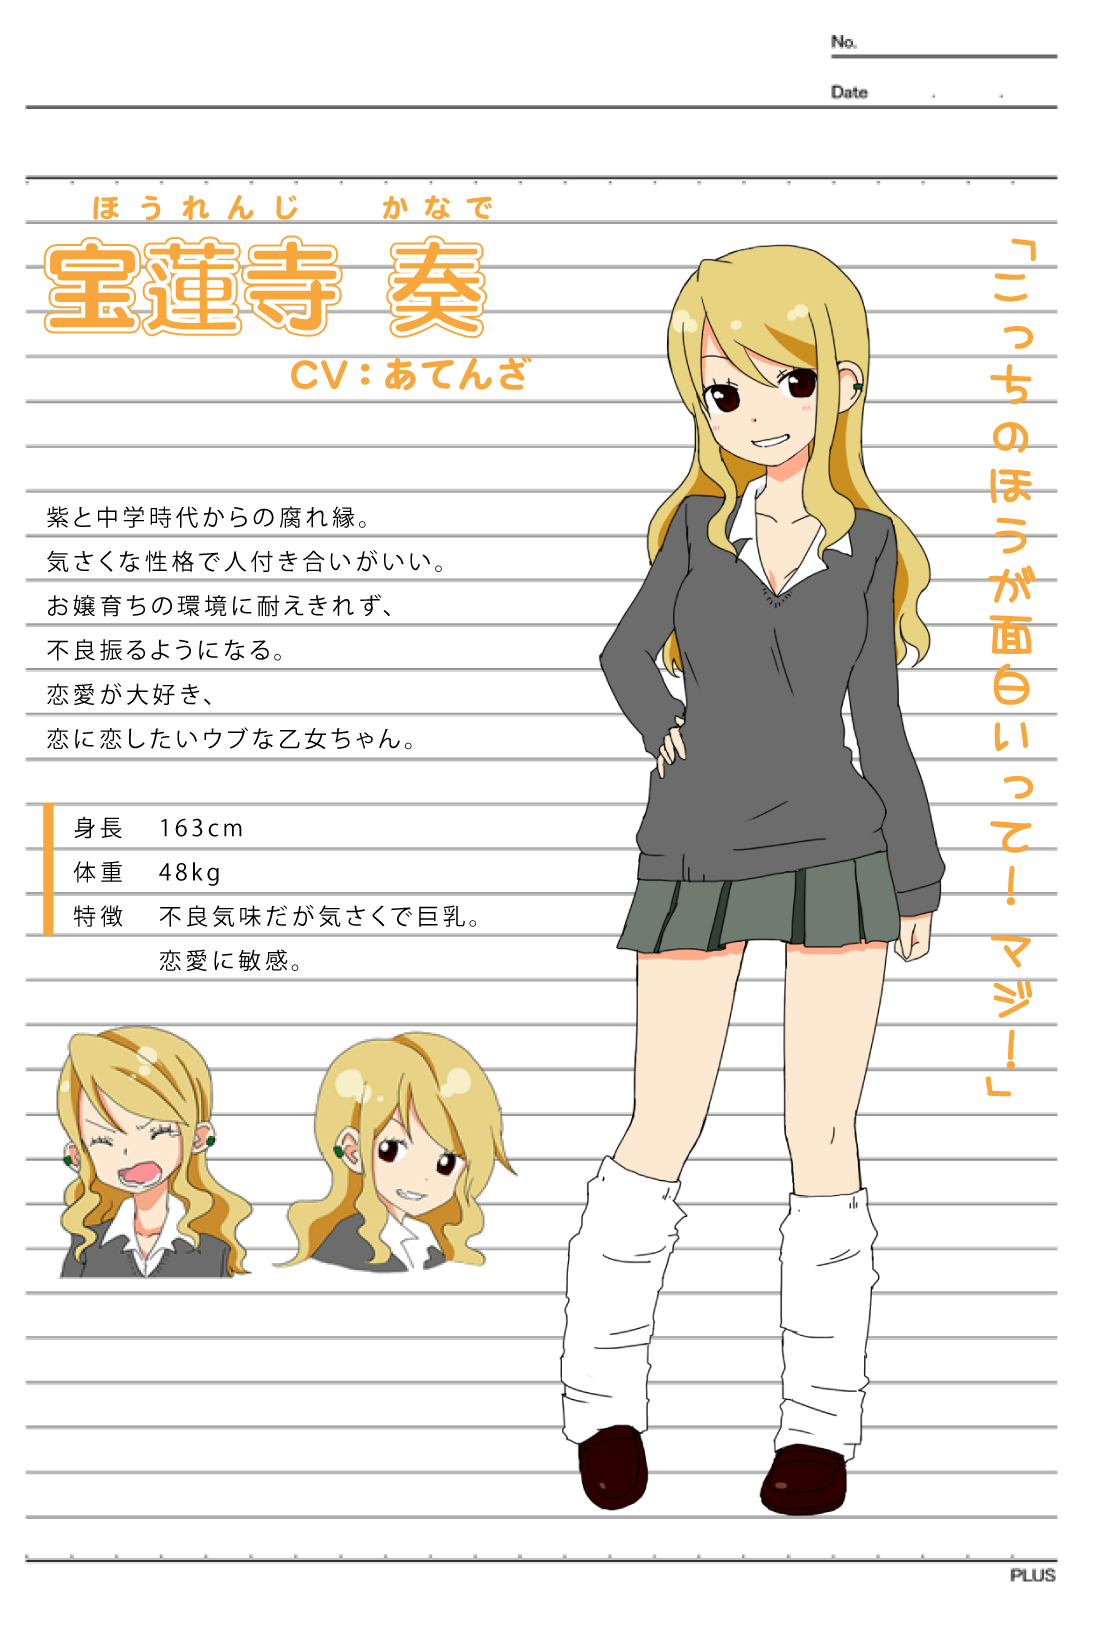 No.
Date . .
ほうれんじ かなで
宝蓮寺 奏
CV：あてんざ
「こっちのほうが面白いって！マジ！」
紫と中学時代からの腐れ縁。
気さくな性格で人付き合いがいい。
お嬢育ちの環境に耐えきれず、
不良振るようになる。
恋愛が大好き、
恋に恋したいウブな乙女ちゃん。
身長 163cm
体重 48kg
特徴 不良気味だが気さくで巨乳。
恋愛に敏感。
PLUS